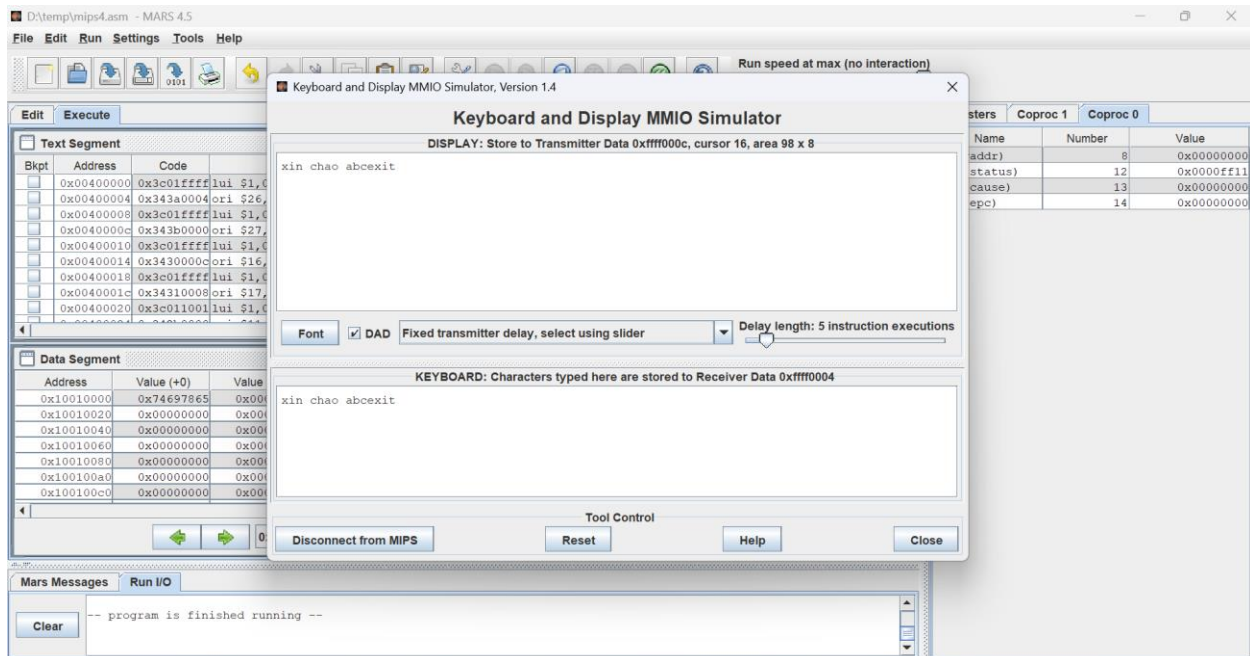 D:\temp\mips4.asm - MARS 4.5
File Edit Run Settings Tools Help
Run speed at max (no interaction)
Keyboard and Display MMIO Simulator, Version 1.4
Edit Execute
Coproc 1 Coproc 0
Keyboard and Display MMIO Simulator
DISPLAY: Store to Transmitter Data 0xffff000c, cursor 16, area 98 x 8
xin chao abcexit
Font DAD Fixed transmitter delay, select using slider Delay length: 5 instruction executions
KEYBOARD: Characters typed here are stored to Receiver Data 0xffff0004
xin chao abcexit
Tool Control
Disconnect from MIPS Reset Help Close
Text Segment
Bkpt Address Code
0x00400000 0x3c01ffff lui $1,
0x00400004 0x343a0004 ori $26,
0x00400008 0x3c01ffff lui $1,
0x0040000c 0x343b0000 ori $27,
0x00400010 0x3c01ffff lui $1,
0x00400014 0x3430000c ori $16,
0x00400018 0x3c01ffff lui $1,
0x0040001c 0x34310008 ori $17,
0x00400020 0x3c011001 lui $1,
Data Segment
Address Value (+0) Value
0x10010000 0x74697865 0x00
0x10010020 0x00000000 0x00
0x10010040 0x00000000 0x00
0x10010060 0x00000000 0x00
0x10010080 0x00000000 0x00
0x100100a0 0x00000000 0x00
0x100100c0 0x00000000 0x00
Name Number Value
addr) 8 0x00000000
status) 12 0x0000ff11
cause) 13 0x00000000
epc) 14 0x00000000
Mars Messages Run I/O
Clear
-- program is finished running --